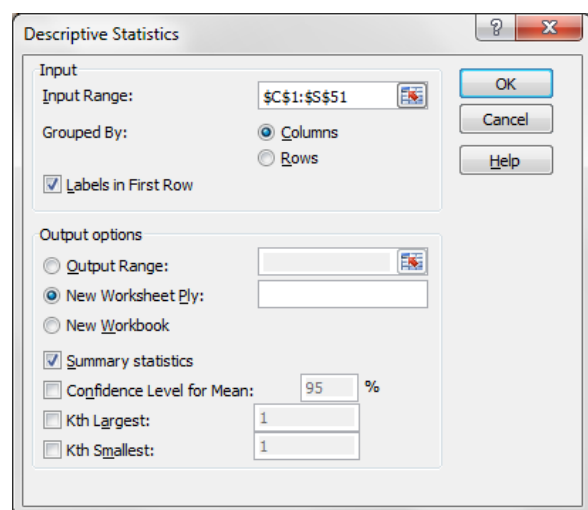 Descriptive Statistics
?
X
Input
Input Range:
$C$1:$S$51
OK
Grouped By:
Columns
Cancel
Rows
Labels in First Row
Help
Output options
Output Range:
New Worksheet Ply:
New Workbook
Summary statistics
Confidence Level for Mean:
95
%
Kth Largest:
1
Kth Smallest:
1